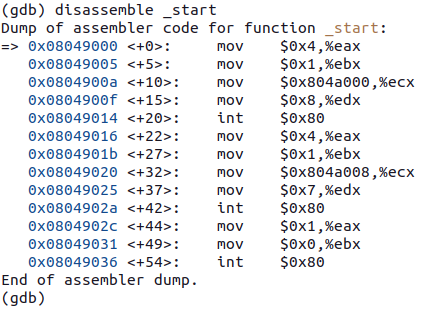 (gdb) disassemble _start
Dump of assembler code for function _start:
=> 0x08049000 <+0>:     mov    $0x4,%eax
   0x08049005 <+5>:     mov    $0x1,%ebx
   0x0804900a <+10>:    mov    $0x804a000,%ecx
   0x0804900f <+15>:    mov    $0x8,%edx
   0x08049014 <+20>:    int    $0x80
   0x08049016 <+22>:    mov    $0x4,%eax
   0x0804901b <+27>:    mov    $0x1,%ebx
   0x08049020 <+32>:    mov    $0x804a008,%ecx
   0x08049025 <+37>:    mov    $0x7,%edx
   0x0804902a <+42>:    int    $0x80
   0x0804902c <+44>:    mov    $0x1,%eax
   0x08049031 <+49>:    mov    $0x0,%ebx
   0x08049036 <+54>:    int    $0x80
End of assembler dump.
(gdb)